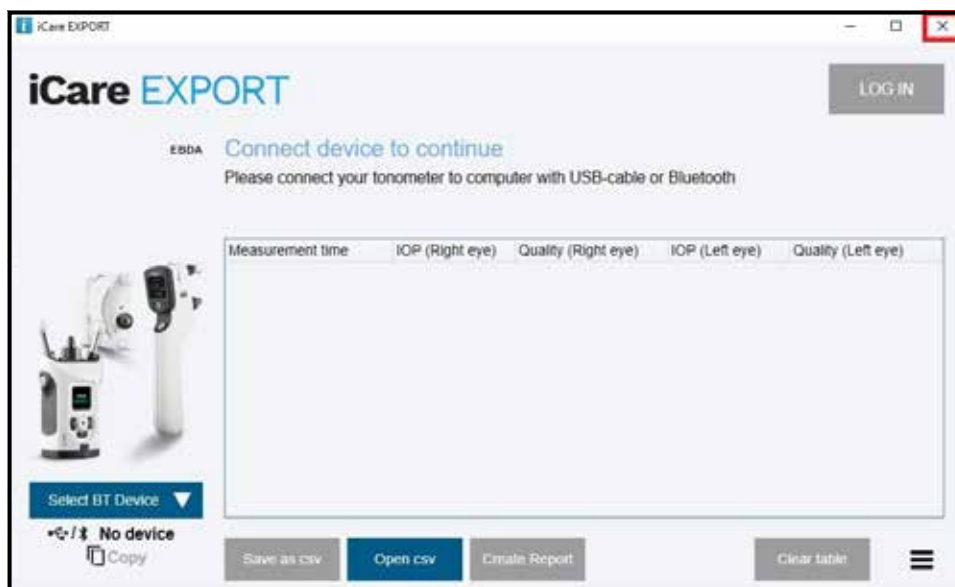 iCare EXPORT
iCare EXPORT
LOG IN
EBDA
Connect device to continue
Please connect your tonometer to computer with USB-cable or Bluetooth
Measurement time IOP (Right eye) Quality (Right eye) IOP (Left eye) Quality (Left eye)
Select BT Device
No device
Copy
Save as csv Open csv Create Report Clear table